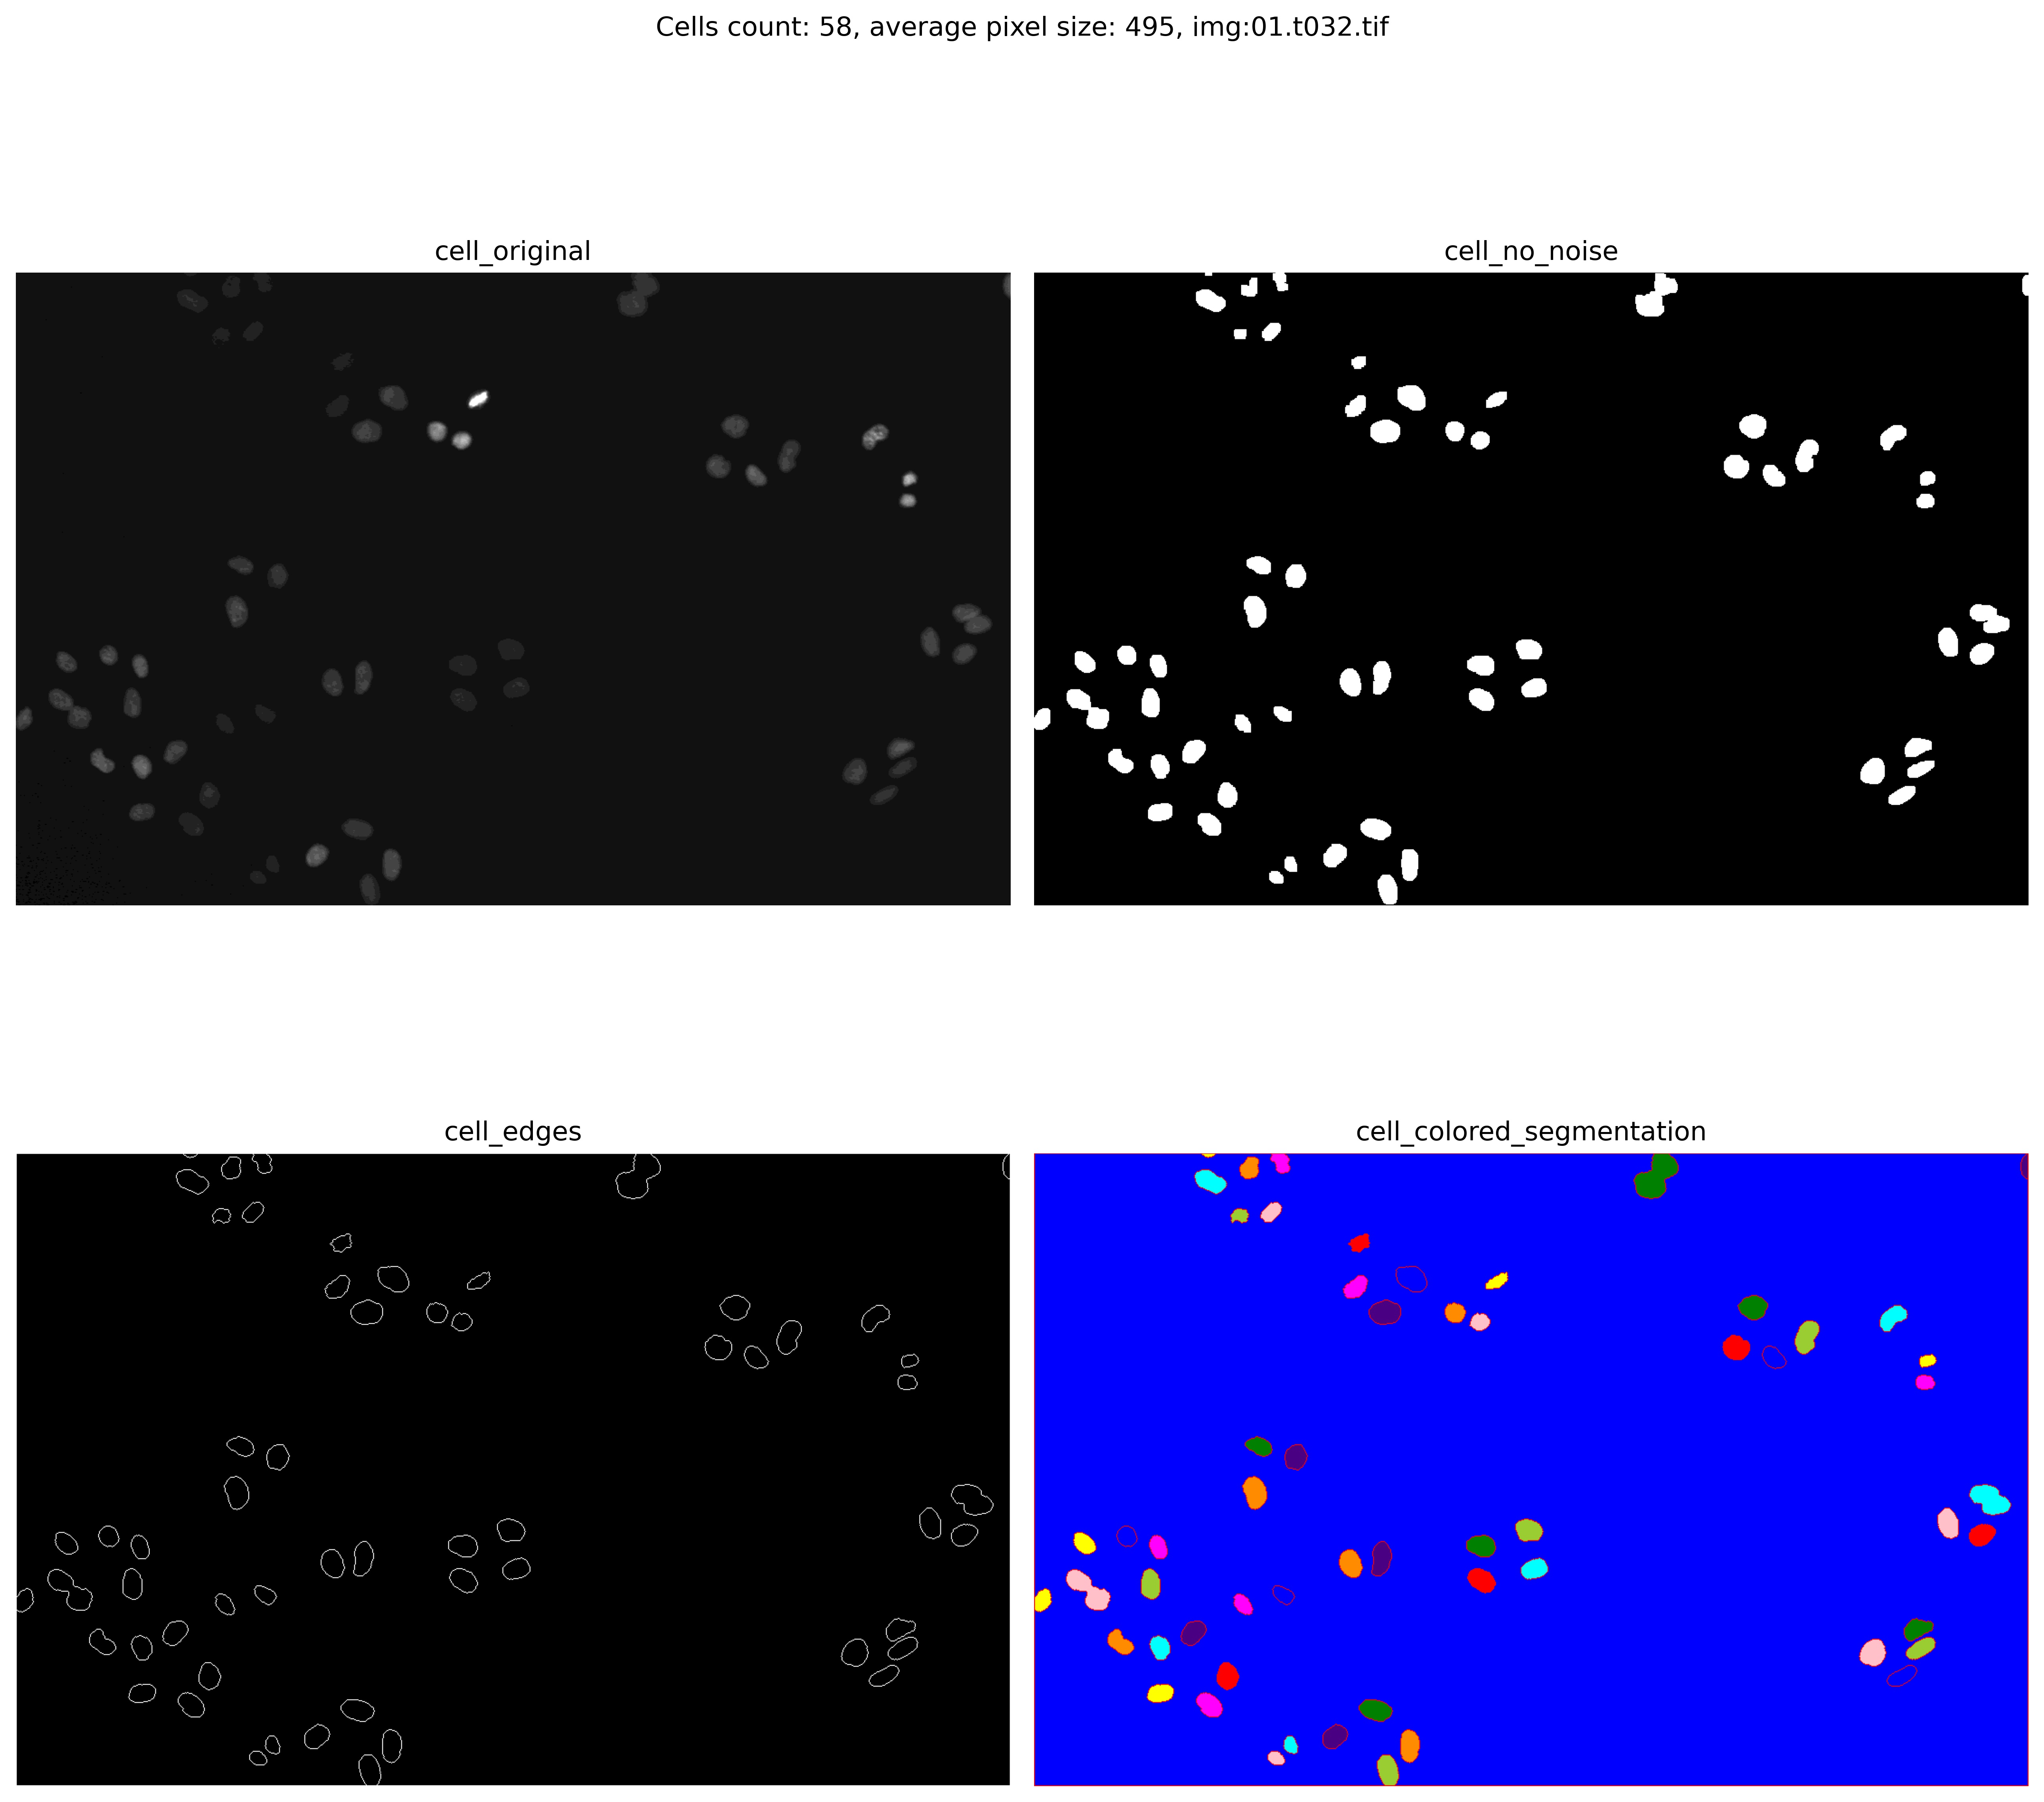 Cells count: 58, average pixel size: 495, img:01.t032.tif
cell_original
cell_no_noise
cell_edges
cell_colored_segmentation